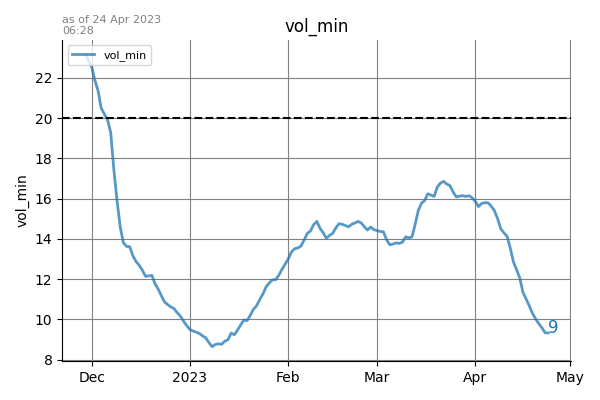 as of 24 Apr 2023
06:28
vol_min
vol_min
vol_min
22
20
18
16
14
12
10
8
9
Dec
2023
Feb
Mar
Apr
May